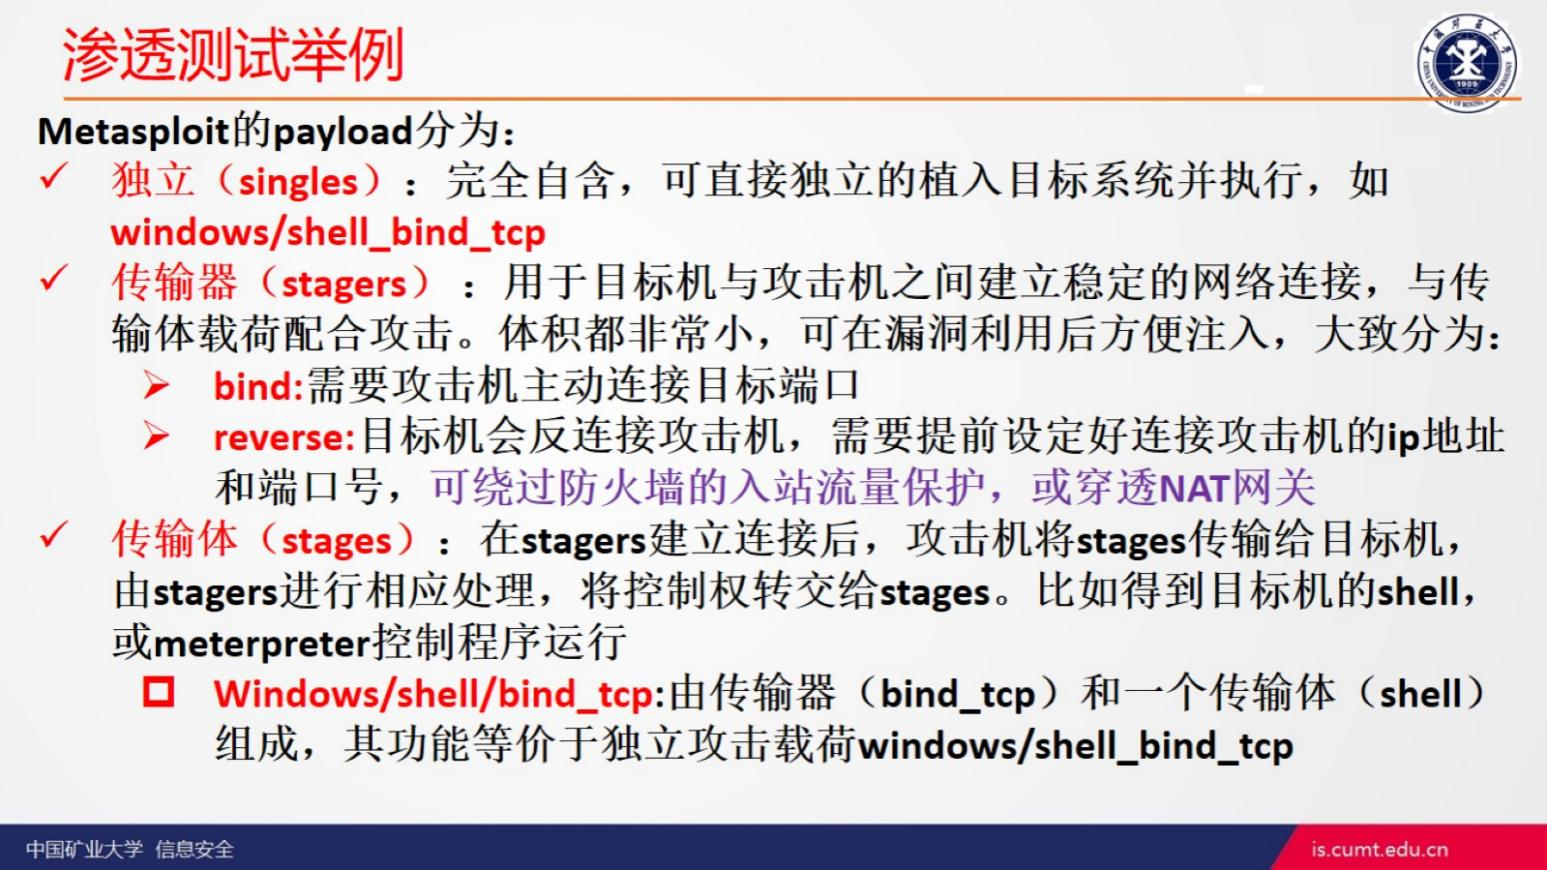 渗透测试举例
Metasploit的payload分为：
✓ 独立（singles）：完全自含，可直接独立的植入目标系统并执行，如
windows/shell_bind_tcp
✓ 传输器（stagers）：用于目标机与攻击机之间建立稳定的网络连接，与传
输体载荷配合攻击。体积都非常小，可在漏洞利用后方便注入，大致分为：
➢ bind:需要攻击机主动连接目标端口
➢ reverse:目标机会反连接攻击机，需要提前设定好连接攻击机的ip地址
和端口号，可绕过防火墙的入站流量保护，或穿透NAT网关
✓ 传输体（stages）：在stagers建立连接后，攻击机将stages传输给目标机，
由stagers进行相应处理，将控制权转交给stages。比如得到目标机的shell，
或meterpreter控制程序运行
Windows/shell/bind_tcp:由传输器（bind_tcp）和一个传输体（shell）
组成，其功能等价于独立攻击载荷windows/shell_bind_tcp
中国矿业大学 信息安全
is.cumt.edu.cn
中国矿业大学
CHINA UNIVERSITY OF MINING AND TECHNOLOGY
1909